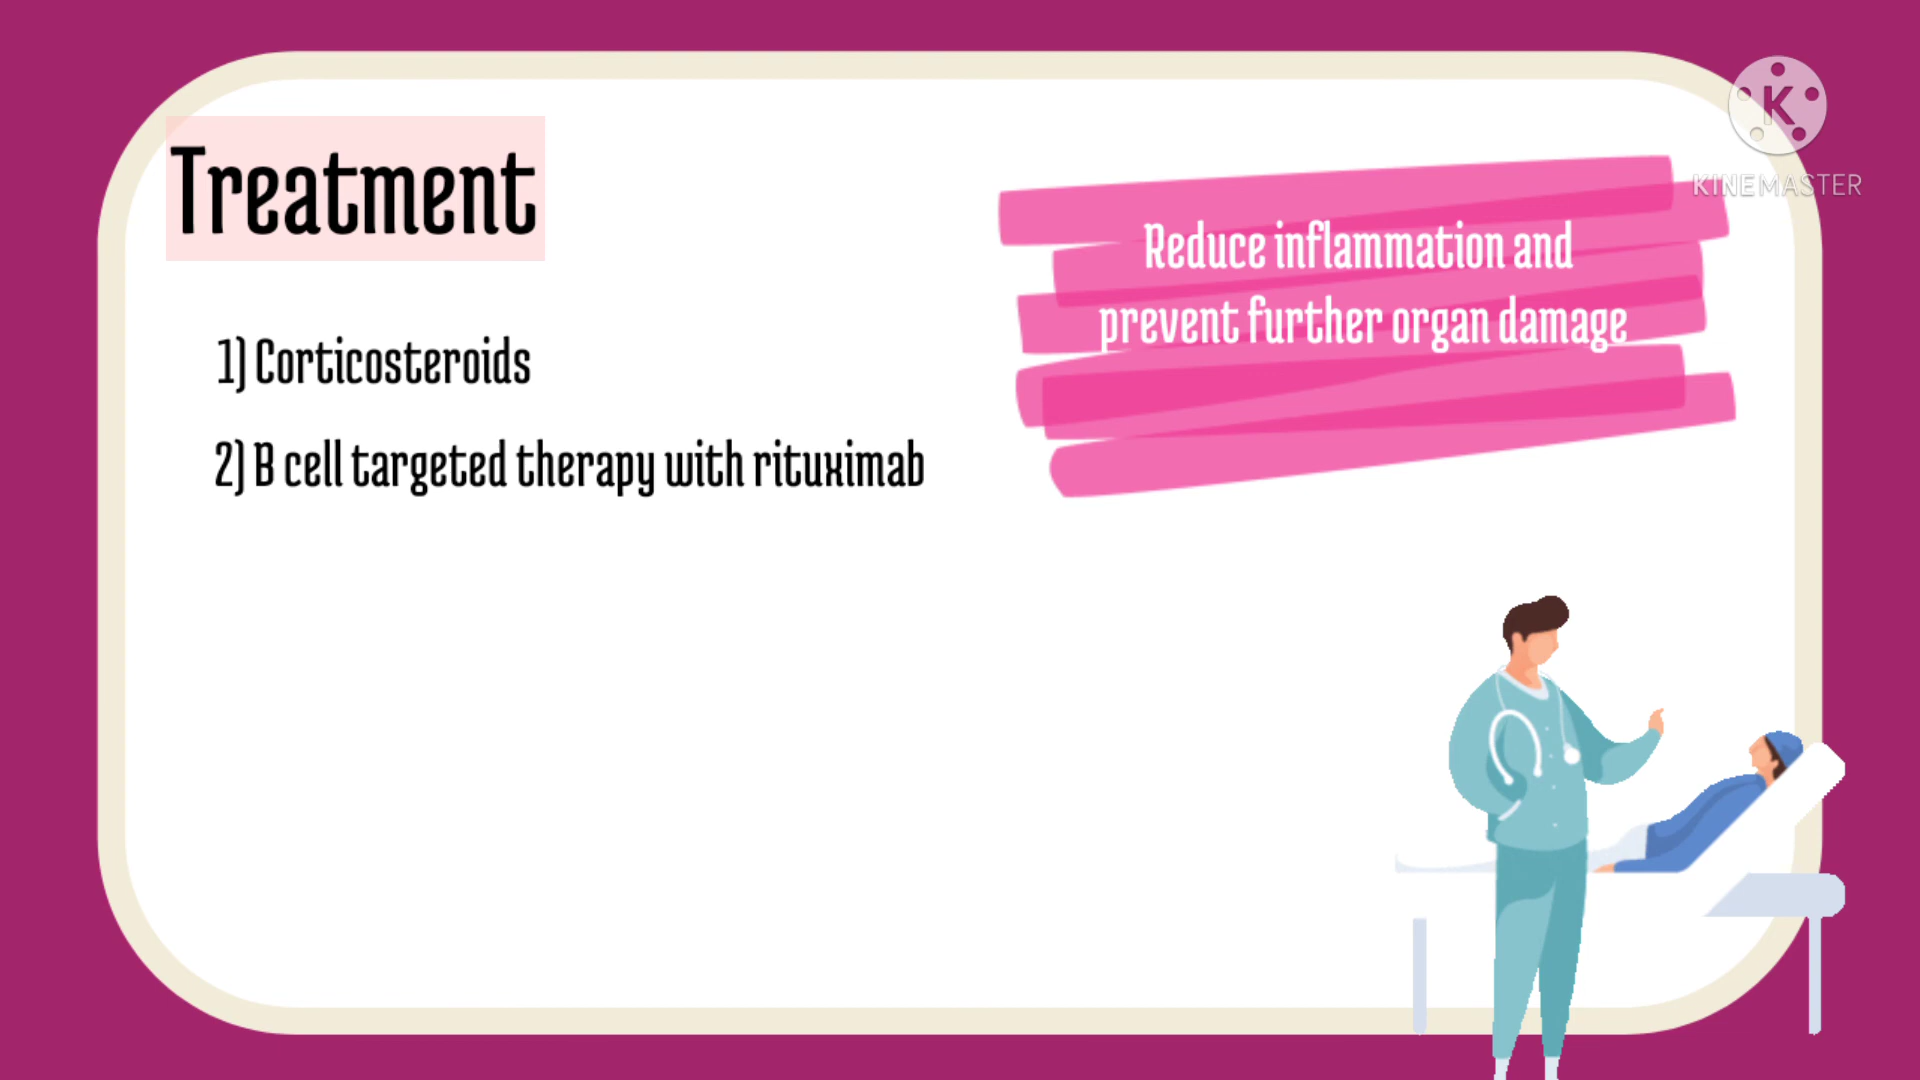 Treatment
1) Corticosteroids
2) B cell targeted therapy with rituximab
Reduce inflammation and
prevent further organ damage
K
KINEMASTER